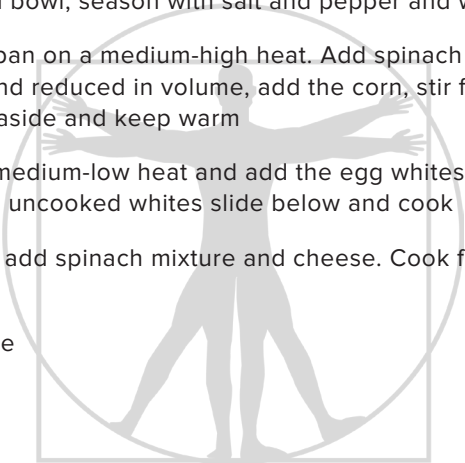 bowl, season with salt and pepper and
pan on a medium-high heat. Add spinach
nd reduced in volume, add the corn, stir f
aside and keep warm
medium-low heat and add the egg whites
uncooked whites slide below and cook
add spinach mixture and cheese. Cook f
e